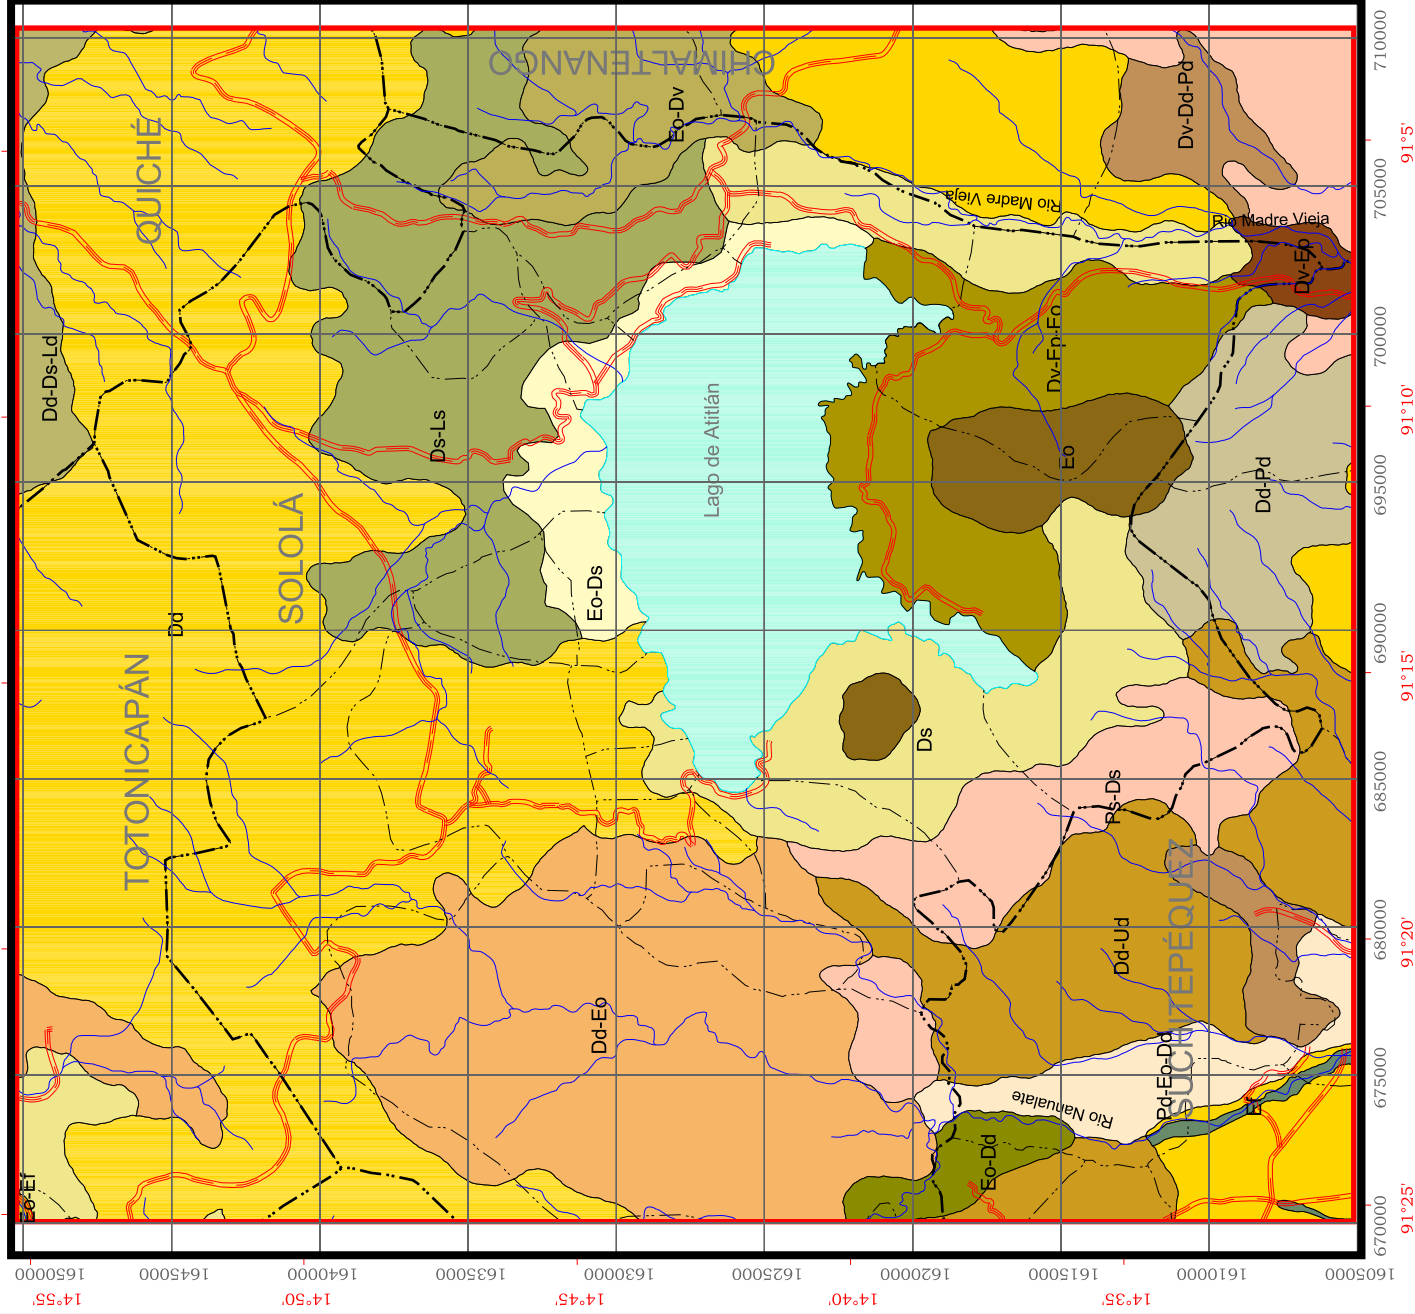 QUICHÉ
CHIMALTENANGO
TOTONICAPÁN
SOLOLÁ
SUCHITEPÉQUEZ
Dd-Ds-Ld
Dd
Ds-Ls
Eo-Dv
Dv-Dd-Pd
Rio Madre Vieja
Rio Madre Vieja
Dv-Ep
Dv-Ep-Eo
Eo
Dd-Pd
Lago de Atitlán
Eo-Ds
Ds
Ps-Ds
Dd-Ud
Dd-Eo
Pd-Eo-Dd
Rio Nahualate
Ef
Eo-Dd
Eo-Ef
710000
705000
700000
695000
690000
685000
680000
675000
670000
91°5'
91°10'
91°15'
91°20'
91°25'
1650000
1645000
1640000
1635000
1630000
1625000
1620000
1615000
1610000
1605000
14°55'
14°50'
14°45'
14°40'
14°35'